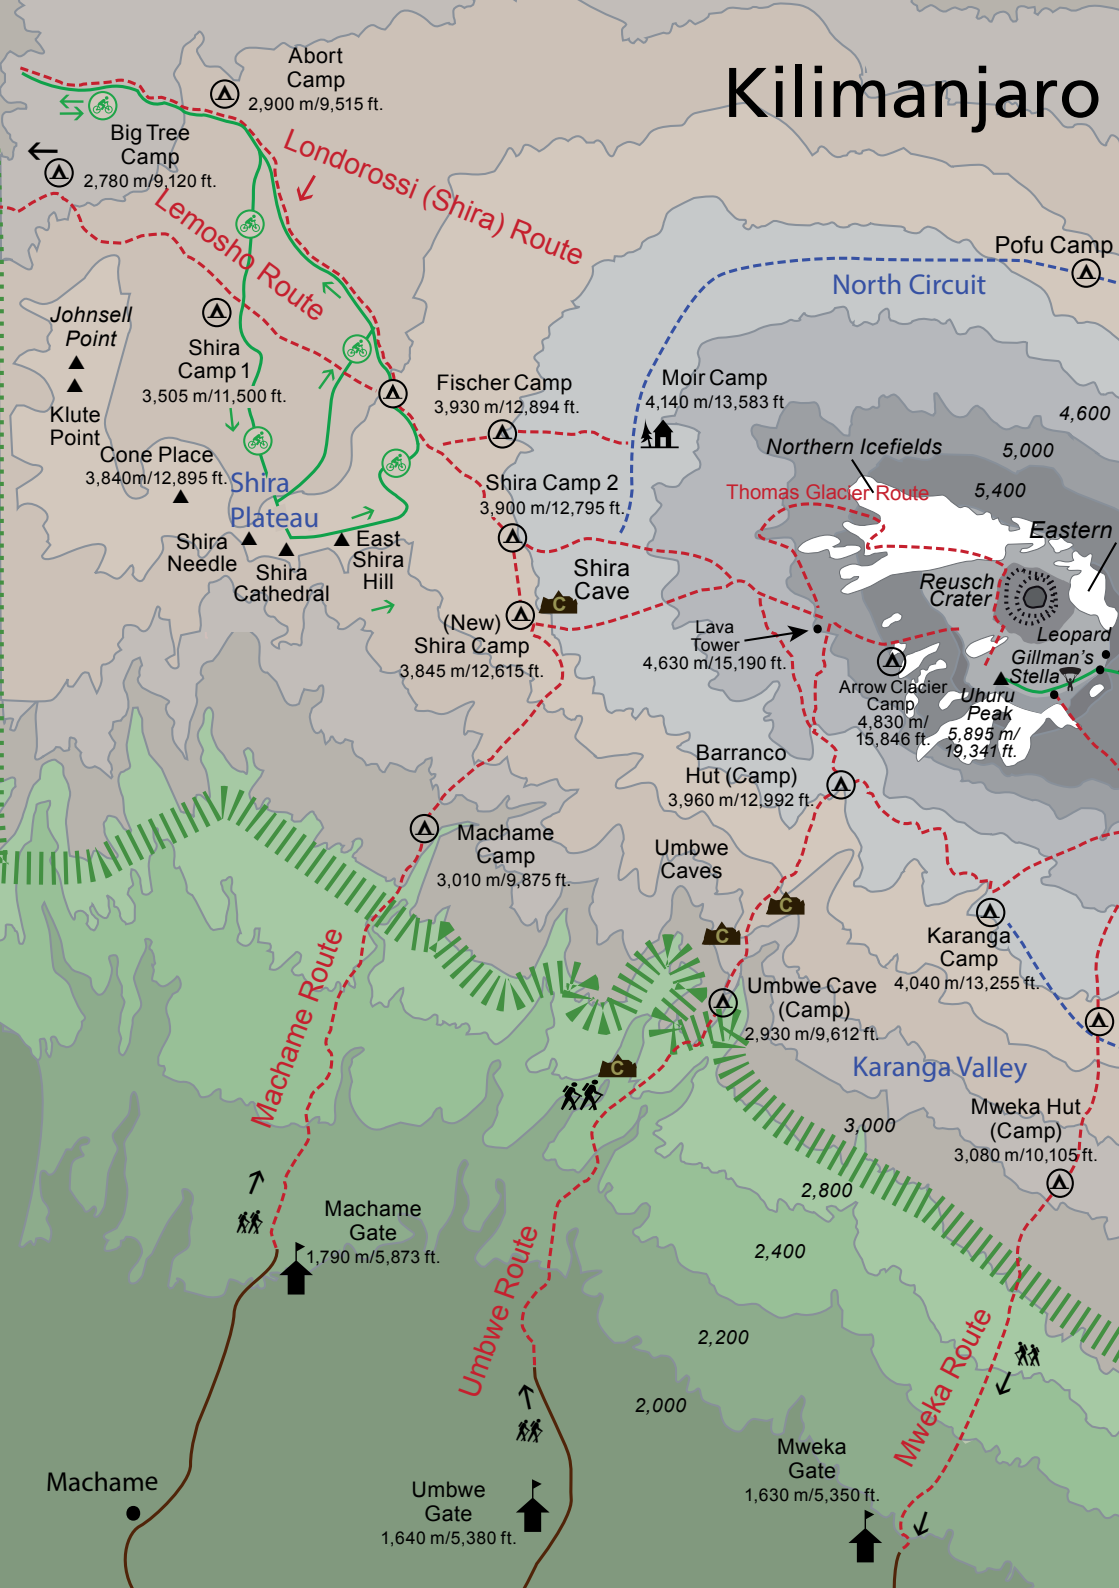 Kilimanjaro
Abort
Camp
2,900 m/9,515 ft.
Big Tree
Camp
2,780 m/9,120 ft.
Londorossi (Shira) Route
Lemosho Route
Pofu Camp
North Circuit
Johnsell
Point
Klute
Point
Shira
Camp 1
3,505 m/11,500 ft.
Fischer Camp
3,930 m/12,894 ft.
Moir Camp
4,140 m/13,583 ft
4,600
5,000
5,400
Northern Icefields
Thomas Glacier Route
Eastern
Cone Place
3,840m/12,895 ft.
Shira
Plateau
Shira Camp 2
3,900 m/12,795 ft.
Shira
Needle
Shira
Cathedral
East
Shira
Hill
Shira
Cave
C
(New)
Shira Camp
3,845 m/12,615 ft.
Reusch
Crater
Lava
Tower
4,630 m/15,190 ft.
Leopard
Gillman's
Stella
Uhuru
Peak
5,895 m/
19,341 ft.
Arrow Glacier
Camp
4,830 m/
15,846 ft.
Barranco
Hut (Camp)
3,960 m/12,992 ft.
Machame
Camp
3,010 m/9,875 ft.
Umbwe
Caves
C
C
Karanga
Camp
4,040 m/13,255 ft.
Umbwe Cave
(Camp)
2,930 m/9,612 ft.
C
Karanga Valley
Machame Route
Mweka Hut
(Camp)
3,080 m/10,105 ft.
3,000
2,800
2,400
2,200
2,000
Machame
Gate
1,790 m/5,873 ft.
Umbwe Route
Mweka Route
Machame
Umbwe
Gate
1,640 m/5,380 ft.
Mweka
Gate
1,630 m/5,350 ft.